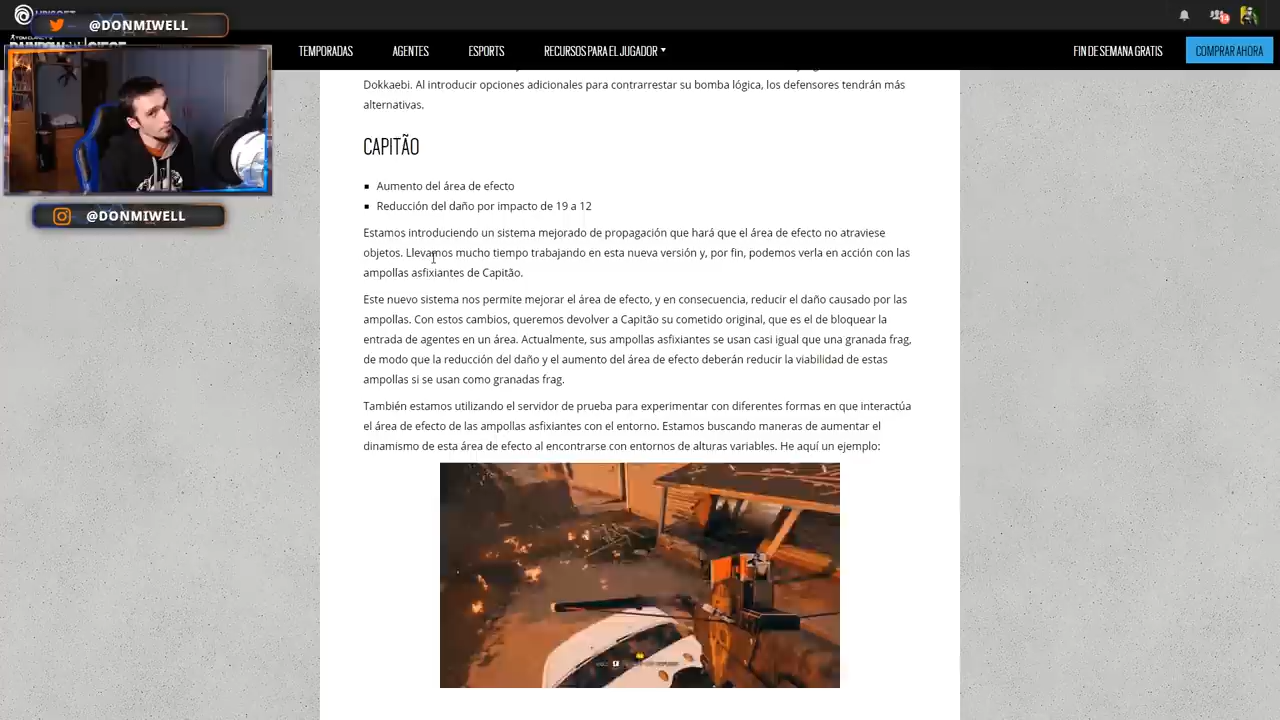 UBISOFT
@DONMIWELL
14
TEMPORADAS
AGENTES
ESPORTS
RECURSOS PARA EL JUGADOR
FIN DE SEMANA GRATIS
COMPRAR AHORA
@DONMIWELL
Dokkaebi. Al introducir opciones adicionales para contrarrestar su bomba lógica, los defensores tendrán más
alternativas.
CAPITÃO
Aumento del área de efecto
Reducción del daño por impacto de 19 a 12
Estamos introduciendo un sistema mejorado de propagación que hará que el área de efecto no atraviese
objetos. Llevamos mucho tiempo trabajando en esta nueva versión y, por fin, podemos verla en acción con las
ampollas asfixiantes de Capitão.
Este nuevo sistema nos permite mejorar el área de efecto, y en consecuencia, reducir el daño causado por las
ampollas. Con estos cambios, queremos devolver a Capitão su cometido original, que es el de bloquear la
entrada de agentes en un área. Actualmente, sus ampollas asfixiantes se usan casi igual que una granada frag,
de modo que la reducción del daño y el aumento del área de efecto deberán reducir la viabilidad de estas
ampollas si se usan como granadas frag.
También estamos utilizando el servidor de prueba para experimentar con diferentes formas en que interactúa
el área de efecto de las ampollas asfixiantes con el entorno. Estamos buscando maneras de aumentar el
dinamismo de esta área de efecto al encontrarse con entornos de alturas variables. He aquí un ejemplo: